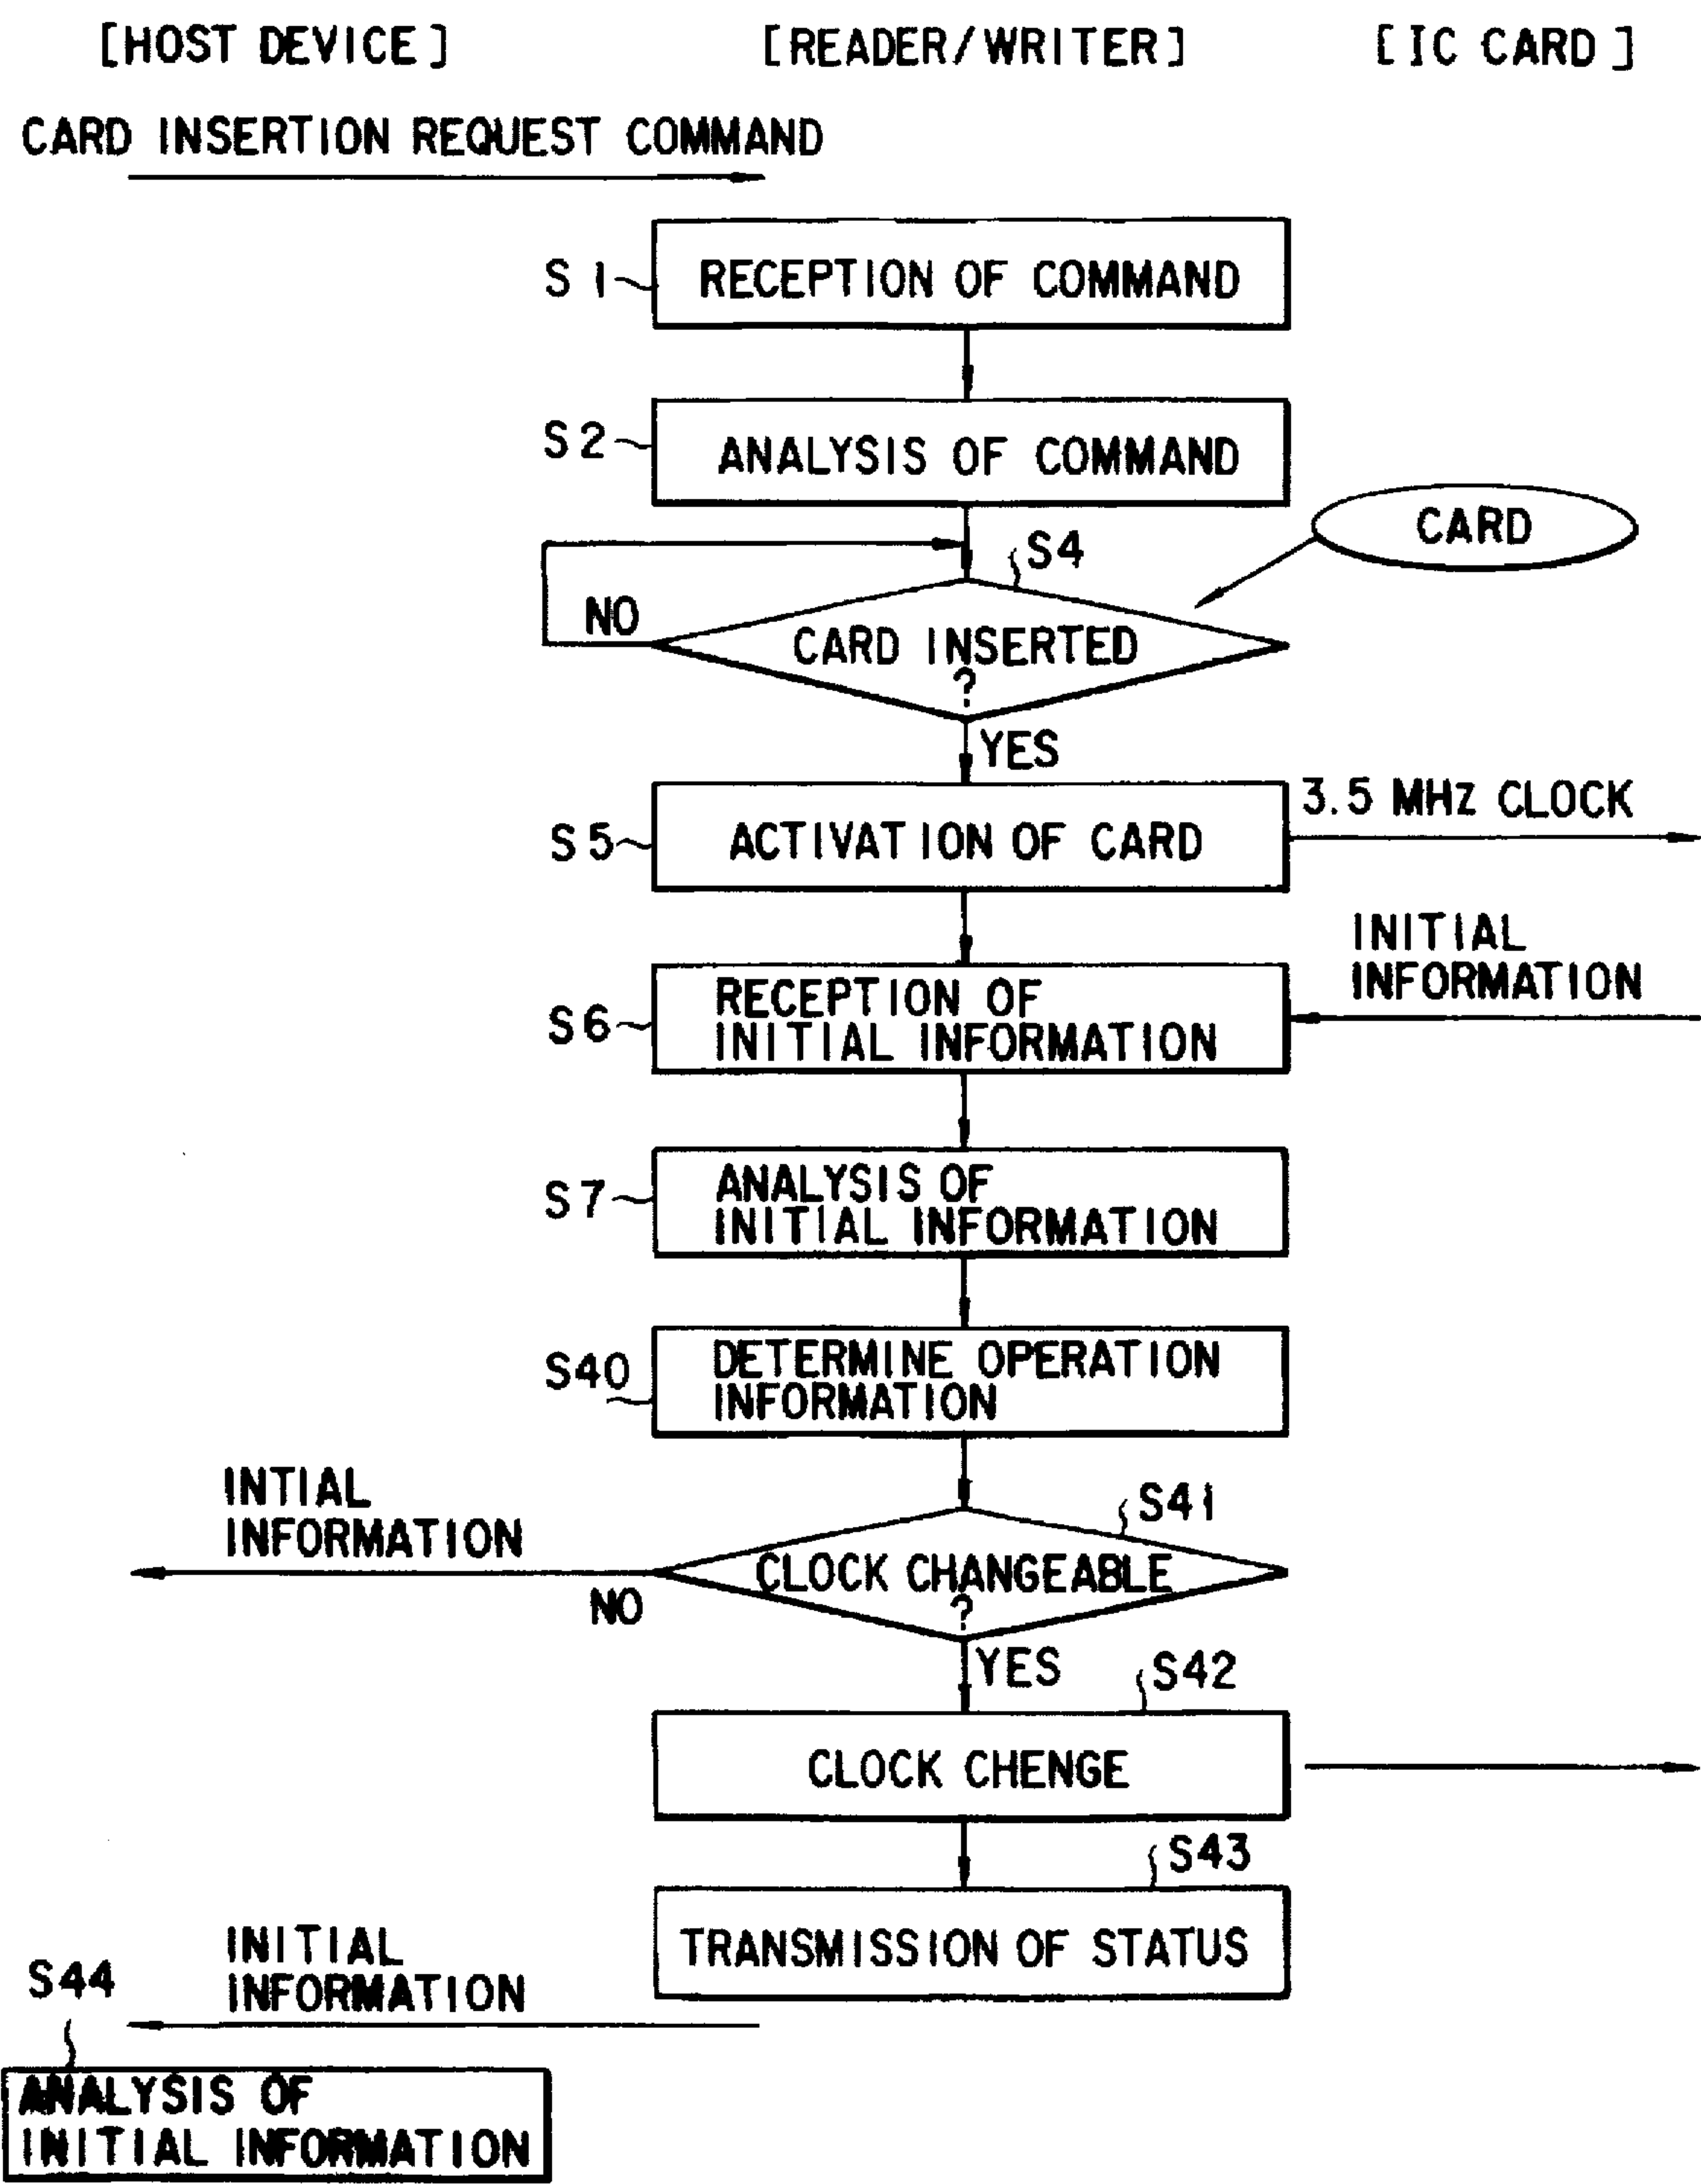 [HOST DEVICE]
[READER/WRITER]
[IC CARD]
CARD INSERTION REQUEST COMMAND
S1
RECEPTION OF COMMAND
S2
ANALYSIS OF COMMAND
CARD
S4
NO
CARD INSERTED
?
YES
S5
ACTIVATION OF CARD
3.5 MHz CLOCK
INITIAL
INFORMATION
S6
RECEPTION OF
INITIAL INFORMATION
S7
ANALYSIS OF
INITIAL INFORMATION
S40
DETERMINE OPERATION
INFORMATION
INTIAL
INFORMATION
S41
CLOCK CHANGEABLE
?
NO
YES
S42
CLOCK CHENGE
S43
TRANSMISSION OF STATUS
INITIAL
INFORMATION
S44
ANALYSIS OF
INITIAL INFORMATION